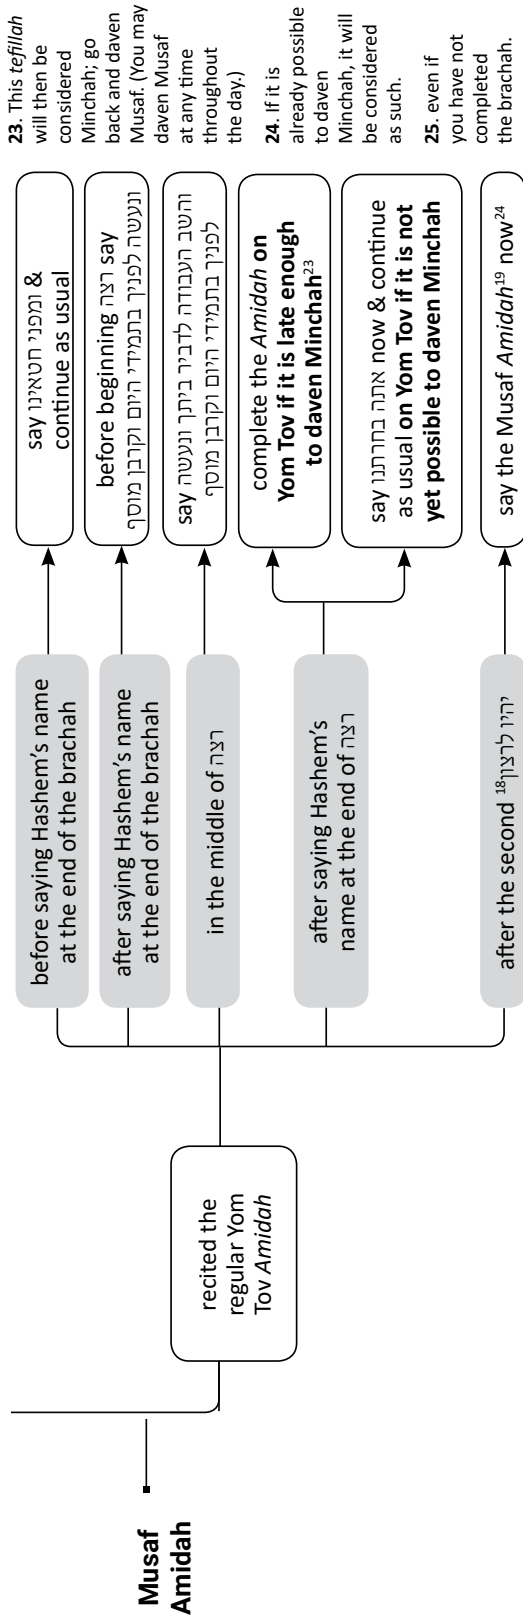 Musaf
Amidah
recited the
regular Yom
Tov Amidah
before saying Hashem's name
at the end of the brachah
say ומפני חטאינו &
continue as usual
after saying Hashem's name
at the end of the brachah
before beginning רצה say
ונעשה לפניך בתמידי היום וקרבן מוסף
in the middle of רצה
say והשב העבודה לדביר ביתך ונעשה
לפניך בתמידי היום וקרבן מוסף
after saying Hashem's
name at the end of רצה
complete the Amidah on
Yom Tov if it is late enough
to daven Minchah23
say אתה בחרתנו now & continue
as usual on Yom Tov if it is not
yet possible to daven Minchah
after the second יהיו לרצון18
say the Musaf Amidah19 now24
23. This tefillah
will then be
considered
Minchah; go
back and daven
Musaf. (You may
daven Musaf
at any time
throughout
the day.)
24. If it is
already possible
to daven
Minchah, it will
be considered
as such.
25. even if
you have not
completed
the brachah.